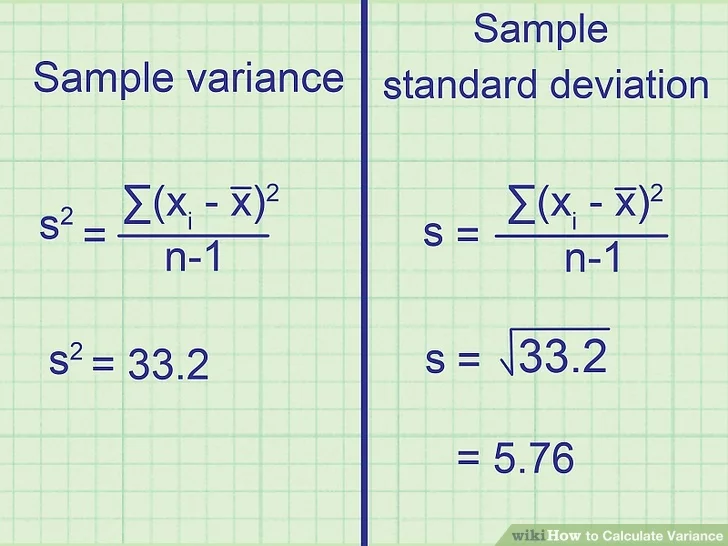 Sample variance
s² = ∑(xᵢ - x̅)²
n-1
s² = 33.2
Sample
standard deviation
s = ∑(xᵢ - x̅)²
n-1
s = √33.2
= 5.76
wikiHow to Calculate Variance